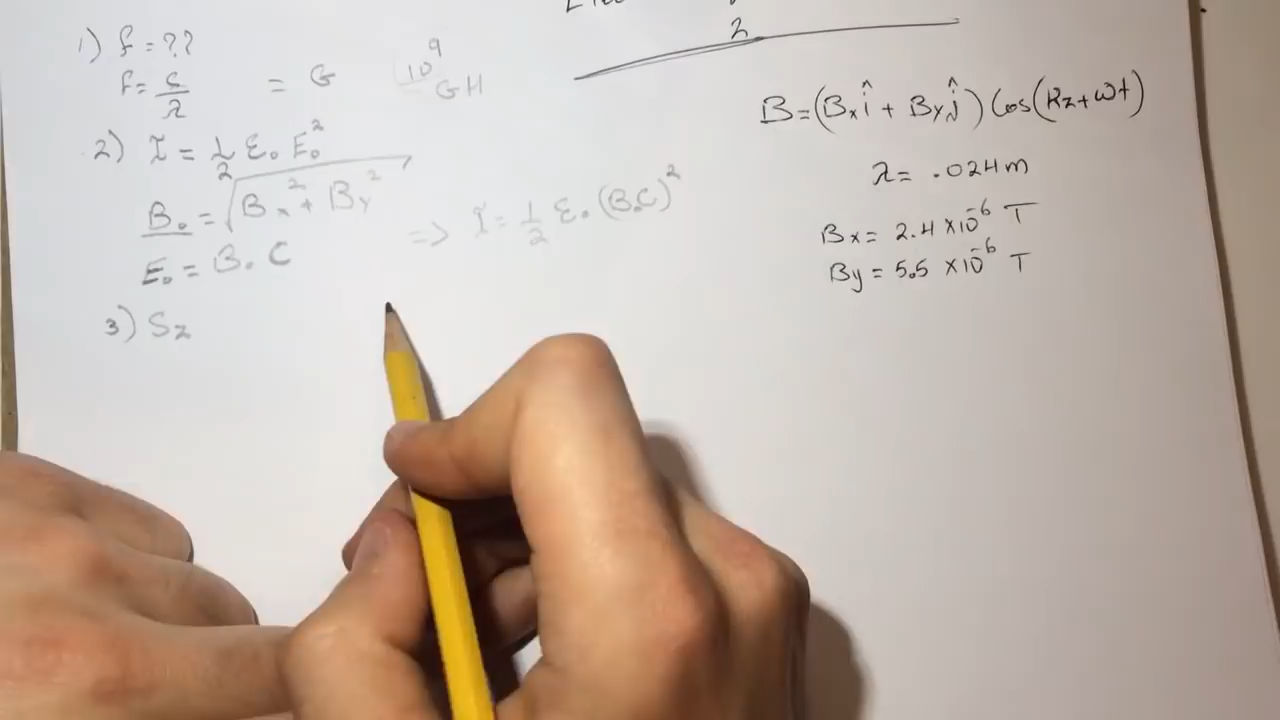 2
1) f = ??
f = c/λ = G 10^9 GH
2) I = 1/2 ε₀ E₀²
B₀ = √(Bx² + By²)
E₀ = B₀ C => I = 1/2 ε₀ (B₀C)²
3) Sz
B = (Bx î + By ĵ) Cos(kz + ωt)
λ = .024 m
Bx = 2.4 ×10⁻⁶ T
By = 5.5 ×10⁻⁶ T